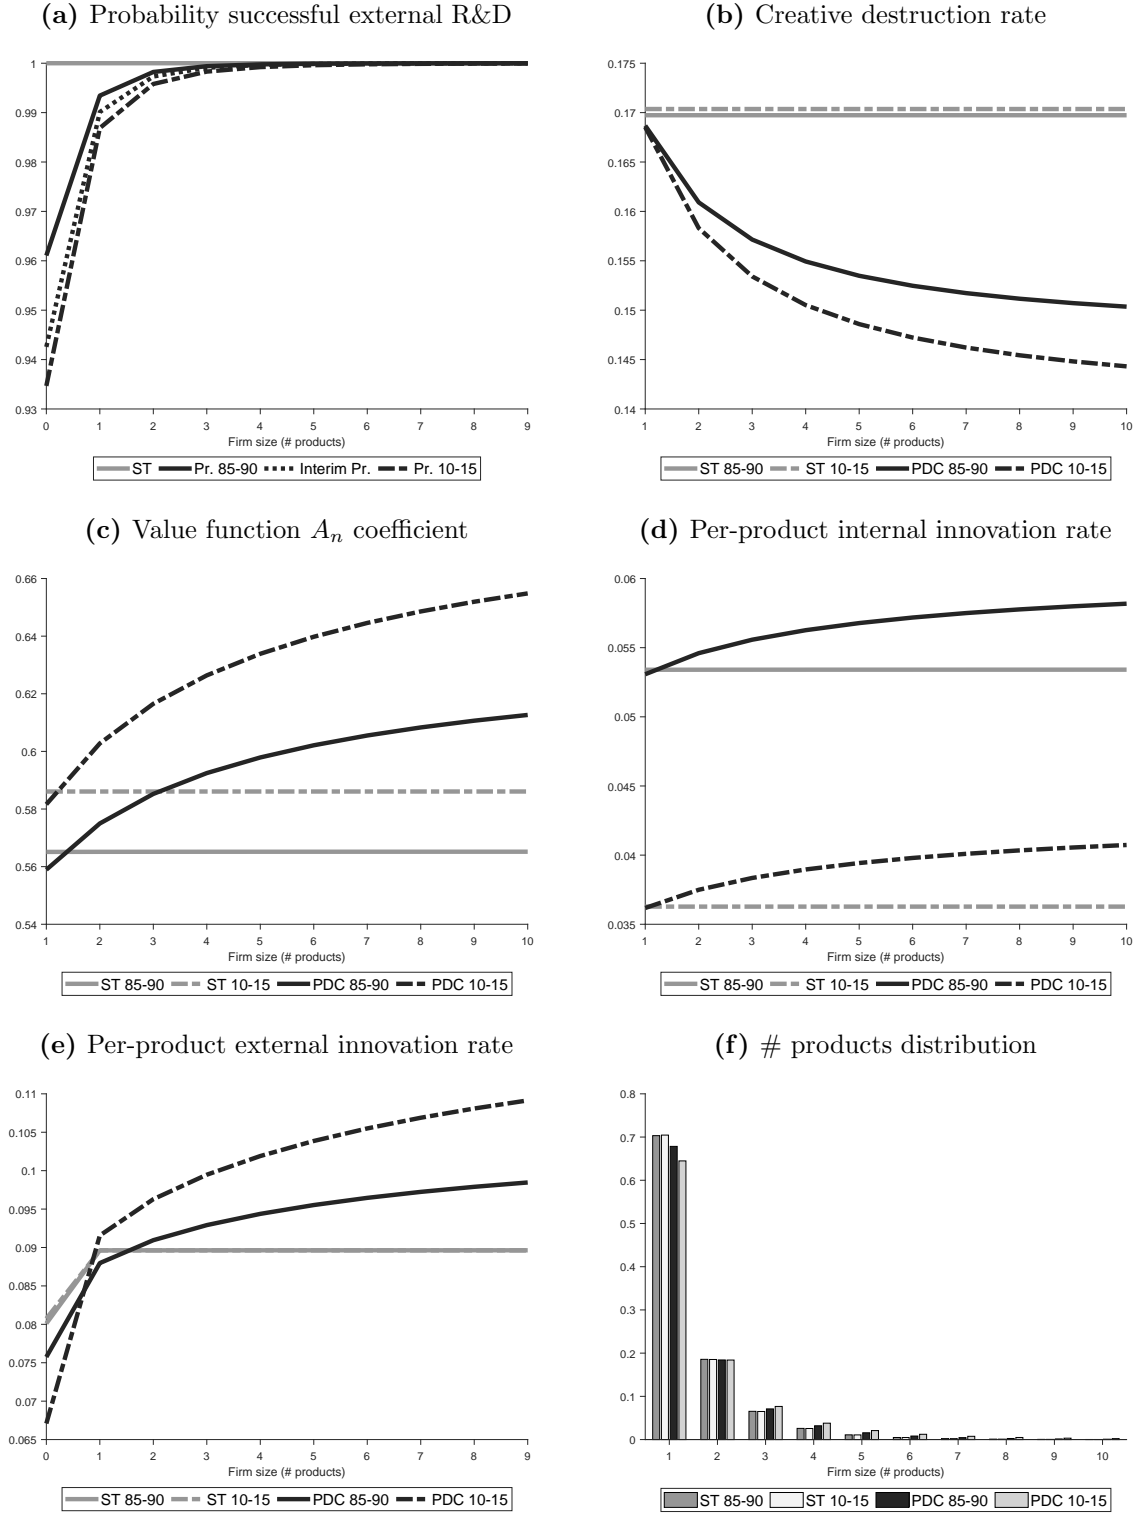 (a) Probability successful external R&D
1
0.99
0.98
0.97
0.96
0.95
0.94
0.93
0 1 2 3 4 5 6 7 8 9
Firm size (# products)
ST Pr. 85-90 Interim Pr. Pr. 10-15
(b) Creative destruction rate
0.175
0.17
0.165
0.16
0.155
0.15
0.145
0.14
1 2 3 4 5 6 7 8 9 10
Firm size (# products)
ST 85-90 ST 10-15 PDC 85-90 PDC 10-15
(c) Value function Aₙ coefficient
0.66
0.64
0.62
0.6
0.58
0.56
0.54
1 2 3 4 5 6 7 8 9 10
Firm size (# products)
ST 85-90 ST 10-15 PDC 85-90 PDC 10-15
(d) Per-product internal innovation rate
0.06
0.055
0.05
0.045
0.04
0.035
1 2 3 4 5 6 7 8 9 10
Firm size (# products)
ST 85-90 ST 10-15 PDC 85-90 PDC 10-15
(e) Per-product external innovation rate
0.11
0.105
0.1
0.095
0.09
0.085
0.08
0.075
0.07
0.065
0 1 2 3 4 5 6 7 8 9
Firm size (# products)
ST 85-90 ST 10-15 PDC 85-90 PDC 10-15
(f) # products distribution
0.8
0.7
0.6
0.5
0.4
0.3
0.2
0.1
0
1 2 3 4 5 6 7 8 9 10
Firm size (# products)
ST 85-90 ST 10-15 PDC 85-90 PDC 10-15